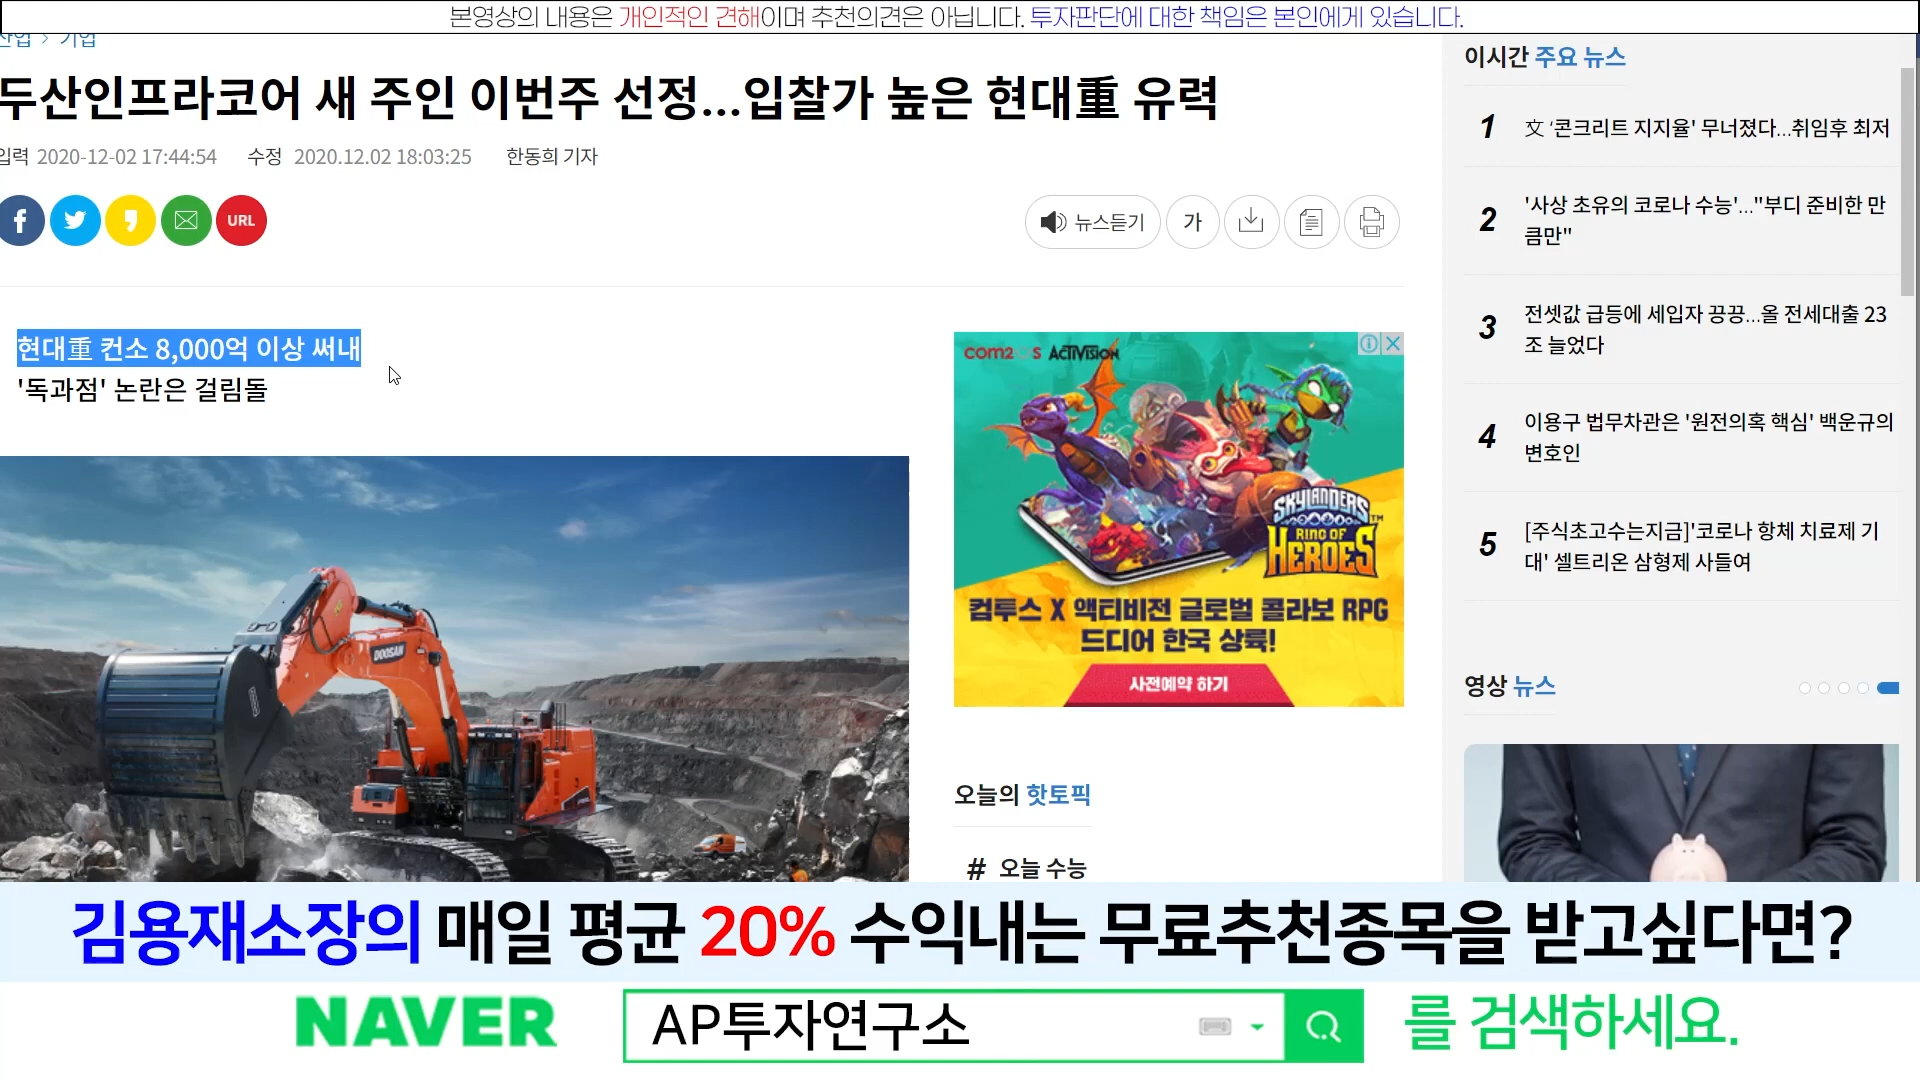 본영상의 내용은 개인적인 견해이며 추천의견은 아닙니다. 투자판단에 대한 책임은 본인에게 있습니다.
산업 > 기업
두산인프라코어 새 주인 이번주 선정...입찰가 높은 현대重 유력
입력 2020-12-02 17:44:54 수정 2020.12.02 18:03:25 한동희 기자
URL
뉴스듣기 가
현대重 컨소 8,000억 이상 써내
'독과점' 논란은 걸림돌
DOOSAN
COM2US ACTIVISION
SKYLANDERS™
RING OF
HEROES
컴투스 X 액티비전 글로벌 콜라보 RPG
드디어 한국 상륙!
사전예약 하기
오늘의 핫토픽
# 오늘 수능
이시간 주요 뉴스
1 文 '콘크리트 지지율' 무너졌다...취임후 최저
2 '사상 초유의 코로나 수능'..."부디 준비한 만
큼만"
3 전셋값 급등에 세입자 끙끙...올 전세대출 23
조 늘었다
4 이용구 법무차관은 '원전의혹 핵심' 백운규의
변호인
5 [주식초고수는지금]'코로나 항체 치료제 기
대' 셀트리온 삼형제 사들여
영상 뉴스
김용재소장의 매일 평균 20% 수익내는 무료추천종목을 받고싶다면?
NAVER AP투자연구소 를 검색하세요.